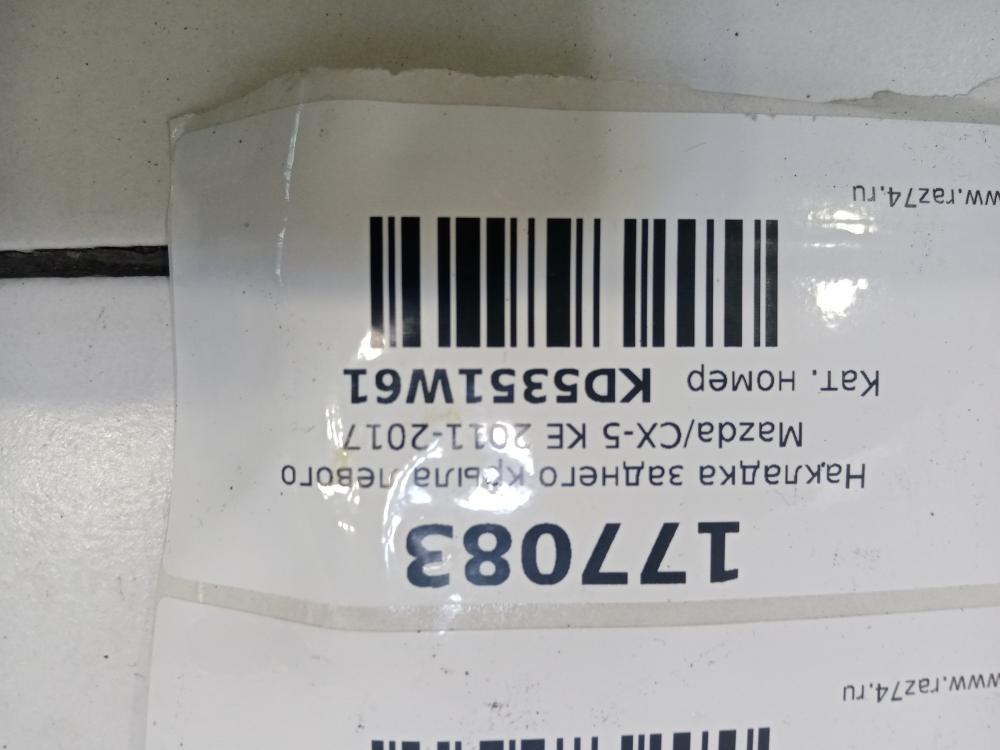 177083
Накладка заднего крыла левого
Mazda/CX-5 KE 2011-2017
Кат. номер KD5351W61
www.raz74.ru
www.raz74.ru